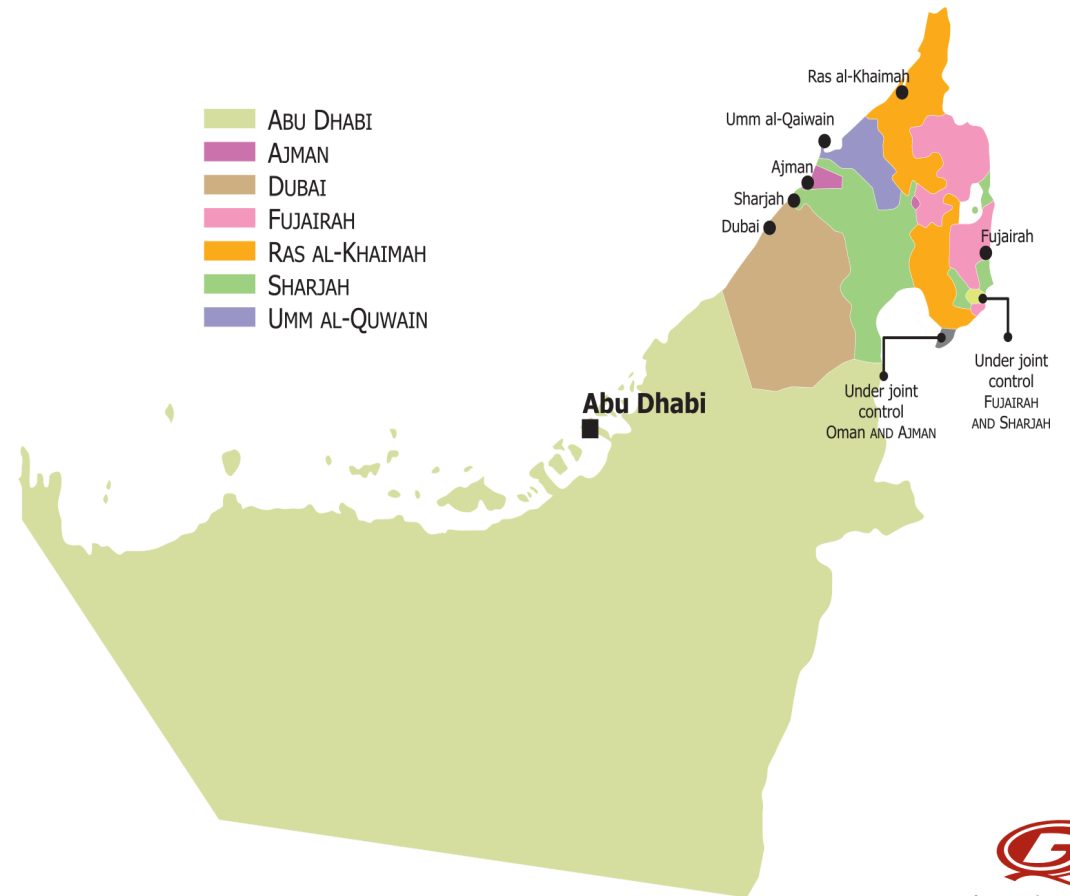 Abu Dhabi
Ajman
Dubai
Fujairah
Ras al-Khaimah
Sharjah
Umm al-Quwain
Ras al-Khaimah
Umm al-Qaiwain
Ajman
Sharjah
Dubai
Fujairah
Abu Dhabi
Under joint
control
Oman and Ajman
Under joint
control
Fujairah
and Sharjah
G